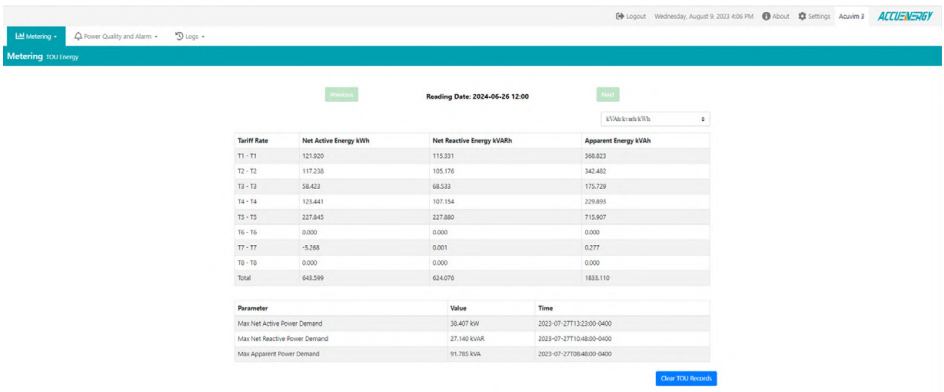 Logout Wednesday, August 9, 2023 4:06 PM About Settings Acuvim 3 ACCUENERGY
Metering Power Quality and Alarm Logs
Metering TOU Energy
Previous Reading Date: 2024-06-26 12:00 Next
Tariff Rate Net Active Energy kWh Net Reactive Energy kVARh Apparent Energy kVAh
T1 - T1 121.920 115.331 368.823
T2 - T2 117.238 105.176 342.482
T3 - T3 58.423 68.533 175.729
T4 - T4 123.441 107.154 229.893
T5 - T5 227.845 227.880 715.907
T6 - T6 0.000 0.000 0.000
T7 - T7 -5.268 0.001 0.277
T8 - T8 0.000 0.000 0.000
Total 643.599 624.076 1833.110
Parameter Value Time
Max Net Active Power Demand 38.407 kW 2023-07-27T13:23:00-0400
Max Net Reactive Power Demand 27.140 kVAR 2023-07-27T10:48:00-0400
Max Apparent Power Demand 91.785 kVA 2023-07-27T08:48:00-0400
Clear TOU Records